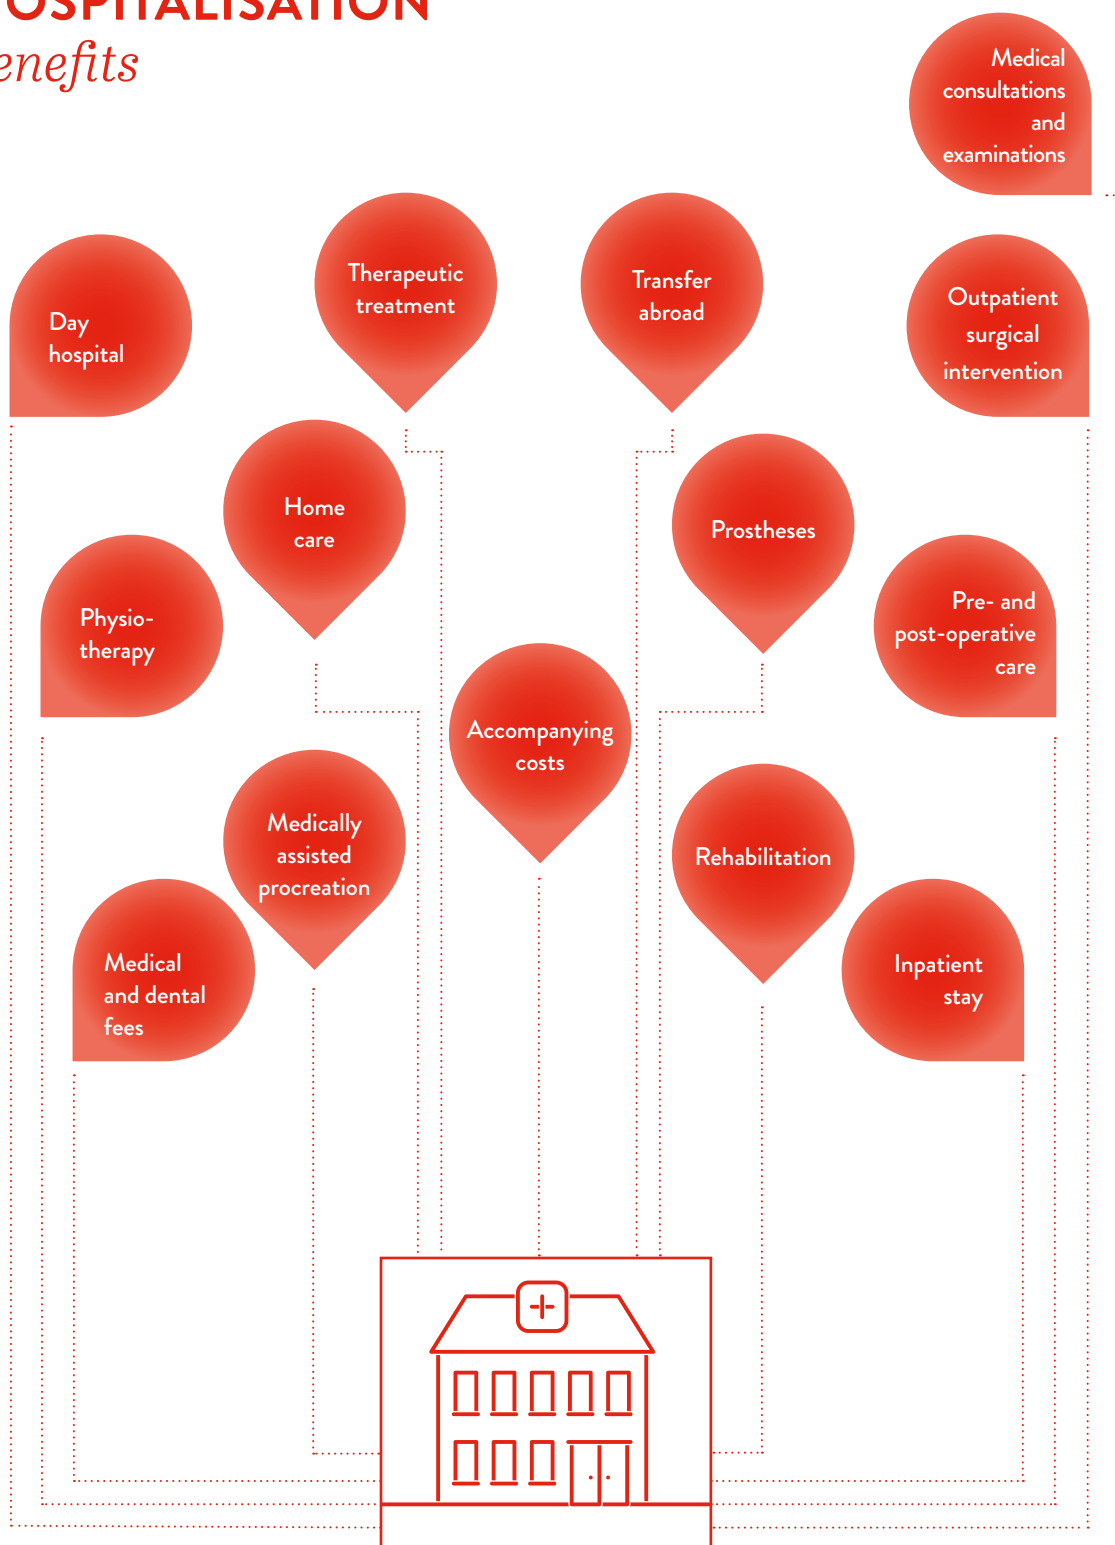 OSPITALISATION
enefits
Medical
consultations
and
examinations
Therapeutic
treatment
Transfer
abroad
Day
hospital
Outpatient
surgical
intervention
Home
care
Prostheses
Physio-
therapy
Pre- and
post-operative
care
Accompanying
costs
Medically
assisted
procreation
Rehabilitation
Medical
and dental
fees
Inpatient
stay